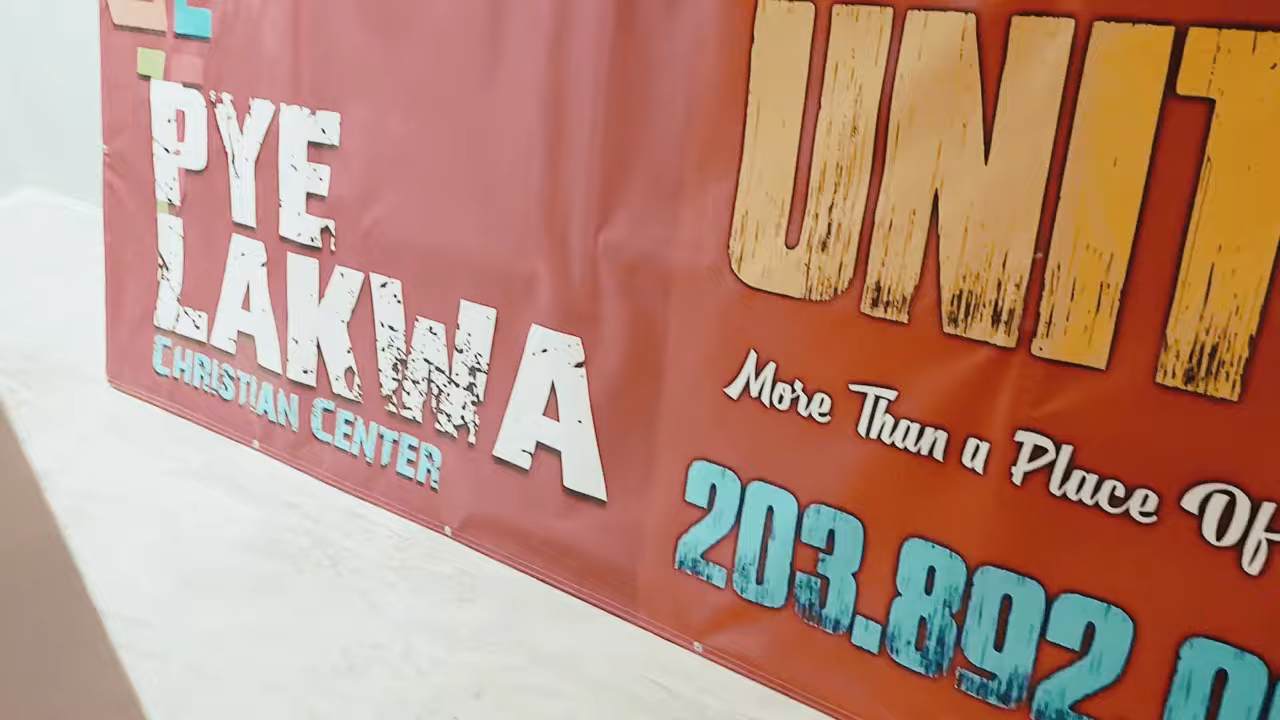 PYE
LAKWA
CHRISTIAN CENTER
UNIT
More Than a Place Of
203.892.0